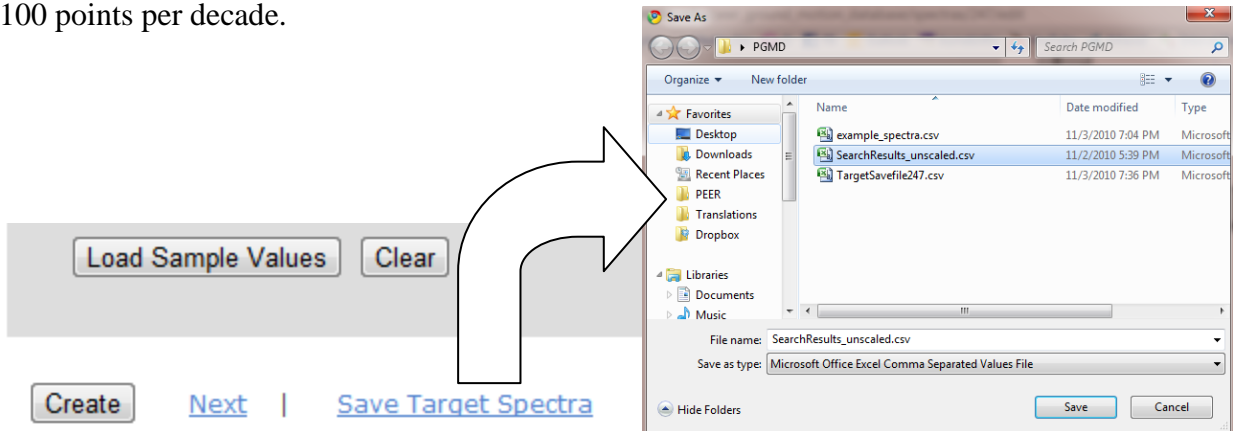 100 points per decade.
Load Sample Values Clear
Create Next | Save Target Spectra
Save As
PGMD Search PGMD
Organize New folder
Favorites
Desktop
Downloads
Recent Places
PEER
Translations
Dropbox
Libraries
Documents
Music
Name Date modified Type
example_spectra.csv 11/3/2010 7:04 PM Microsoft
SearchResults_unscaled.csv 11/2/2010 5:39 PM Microsoft
TargetSavefile247.csv 11/3/2010 7:36 PM Microsoft
File name: SearchResults_unscaled.csv
Save as type: Microsoft Office Excel Comma Separated Values File
Hide Folders Save Cancel